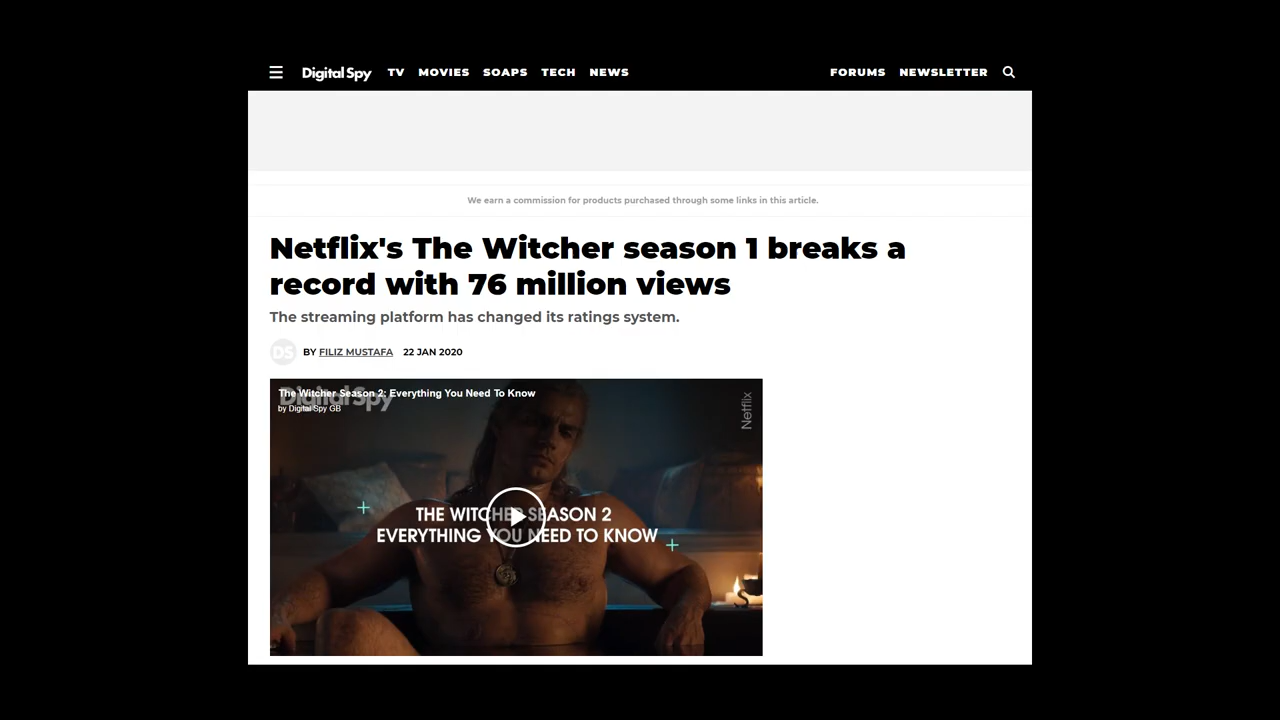 Digital Spy TV MOVIES SOAPS TECH NEWS FORUMS NEWSLETTER
We earn a commission for products purchased through some links in this article.
Netflix's The Witcher season 1 breaks a
record with 76 million views
The streaming platform has changed its ratings system.
DS BY FILIZ MUSTAFA 22 JAN 2020
Digital Spy
The Witcher Season 2: Everything You Need To Know
by Digital Spy GB
Netflix
THE WITCHER SEASON 2
EVERYTHING YOU NEED TO KNOW